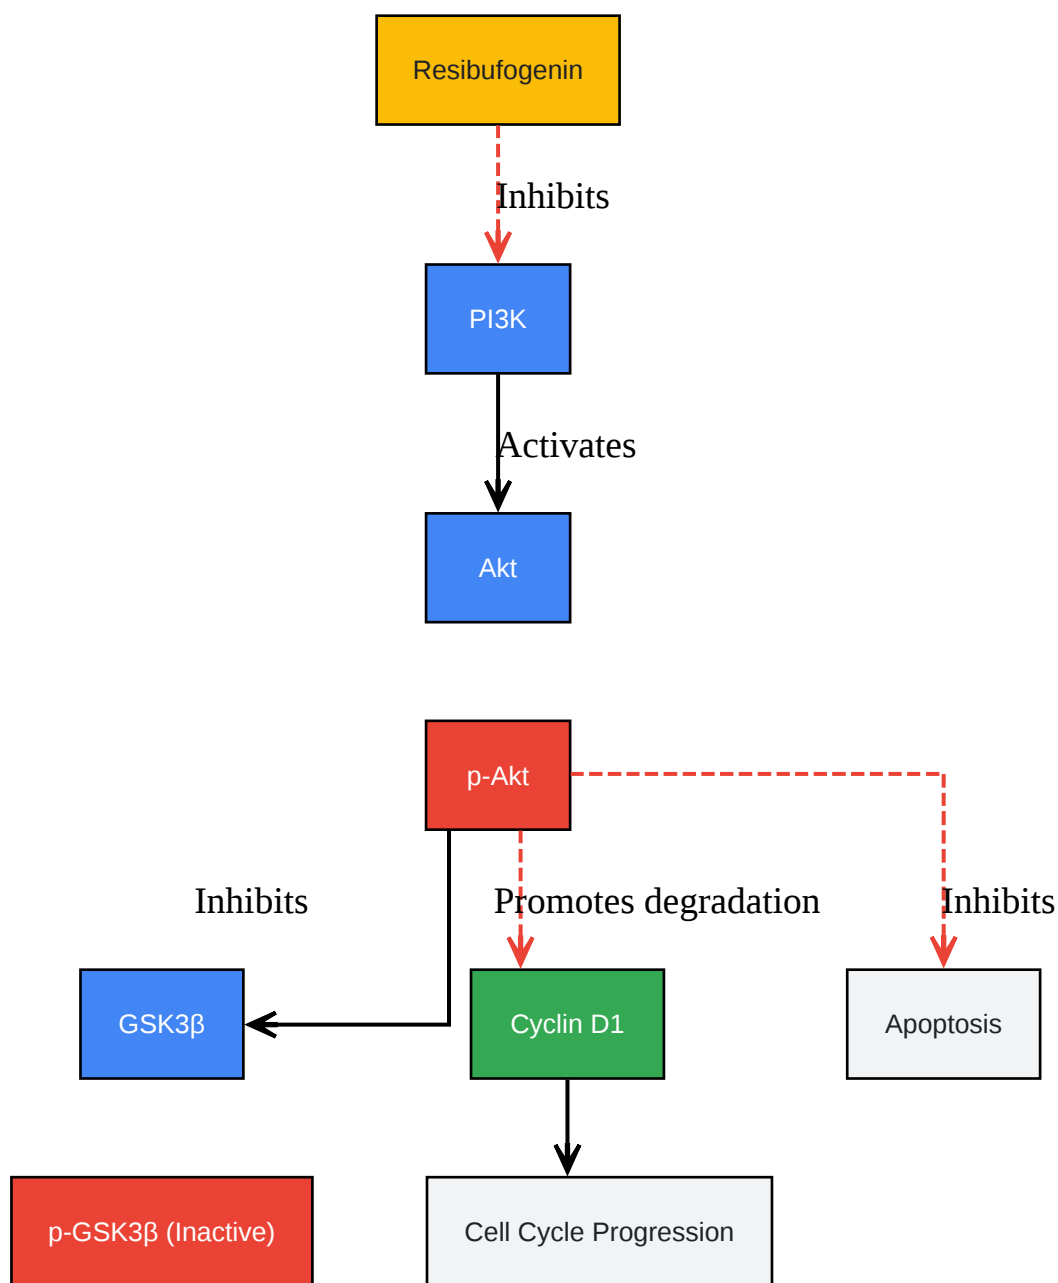 Resibufogenin
Inhibits
PI3K
Activates
Akt
p-Akt
Inhibits
Promotes degradation
Inhibits
GSK3β
Cyclin D1
Apoptosis
p-GSK3β (Inactive)
Cell Cycle Progression